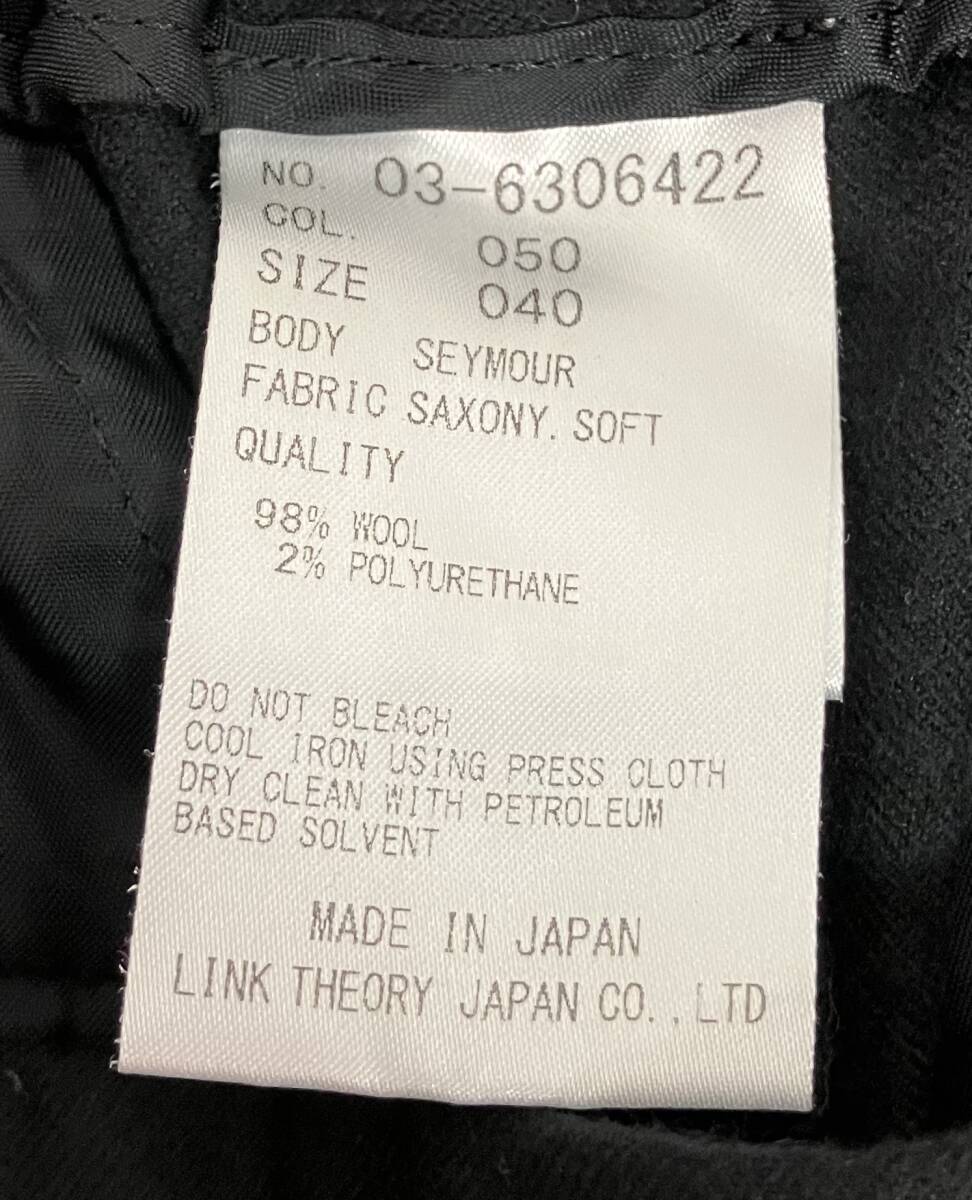 NO. 03-6306422
COL. 050
SIZE 040
BODY SEYMOUR
FABRIC SAXONY. SOFT
QUALITY
98% WOOL
2% POLYURETHANE
DO NOT BLEACH
COOL IRON USING PRESS CLOTH
DRY CLEAN WITH PETROLEUM
BASED SOLVENT
MADE IN JAPAN
LINK THEORY JAPAN CO.,LTD